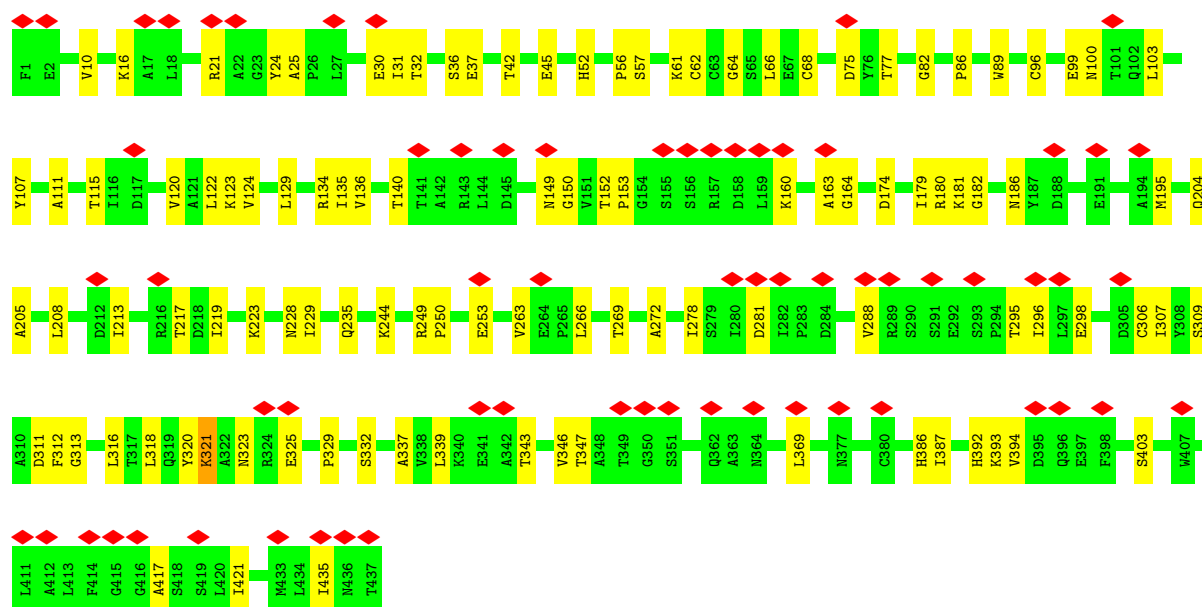 F1 E2 V10 K16 A17 L18 R21 A22 G23 Y24 A25 P26 L27 E30 I31 T32 S36 E37 T42 E45 H52 P56 S57 K61 C62 C63 G64 S65 L66 E67 C68 D75 Y76 T77 G82 P86 W89 C96 E99 N100 T101 Q102 L103
Y107 A111 T115 I116 D117 V120 A121 L122 K123 V124 L129 R134 I135 V136 T140 T141 A142 R143 L144 D145 N149 G150 V151 T152 P153 G154 S155 S156 R157 D158 L159 K160 A163 G164 D174 I179 R180 K181 G182 N186 Y187 D188 E191 A194 M195 Q204
A205 L208 D212 I213 R216 T217 D218 I219 K223 N228 I229 Q235 K244 R249 P250 E253 V263 E264 P265 L266 T269 A272 I278 S279 I280 D281 I282 P283 D284 V288 R289 S290 S291 E292 S293 P294 T295 I296 L297 E298 D305 C306 I307 Y308 S309
A310 D311 F312 G313 L316 T317 L318 Q319 Y320 K321 A322 N323 R324 E325 P329 S332 A337 V338 L339 K340 E341 A342 T343 V346 T347 A348 T349 G350 S351 Q362 A363 N364 L369 N377 C380 H386 I387 H392 K393 V394 D395 Q396 E397 F398 S403 W407
L411 A412 L413 F414 G415 G416 A417 S418 S419 L420 I421 M433 L434 I435 N436 T437